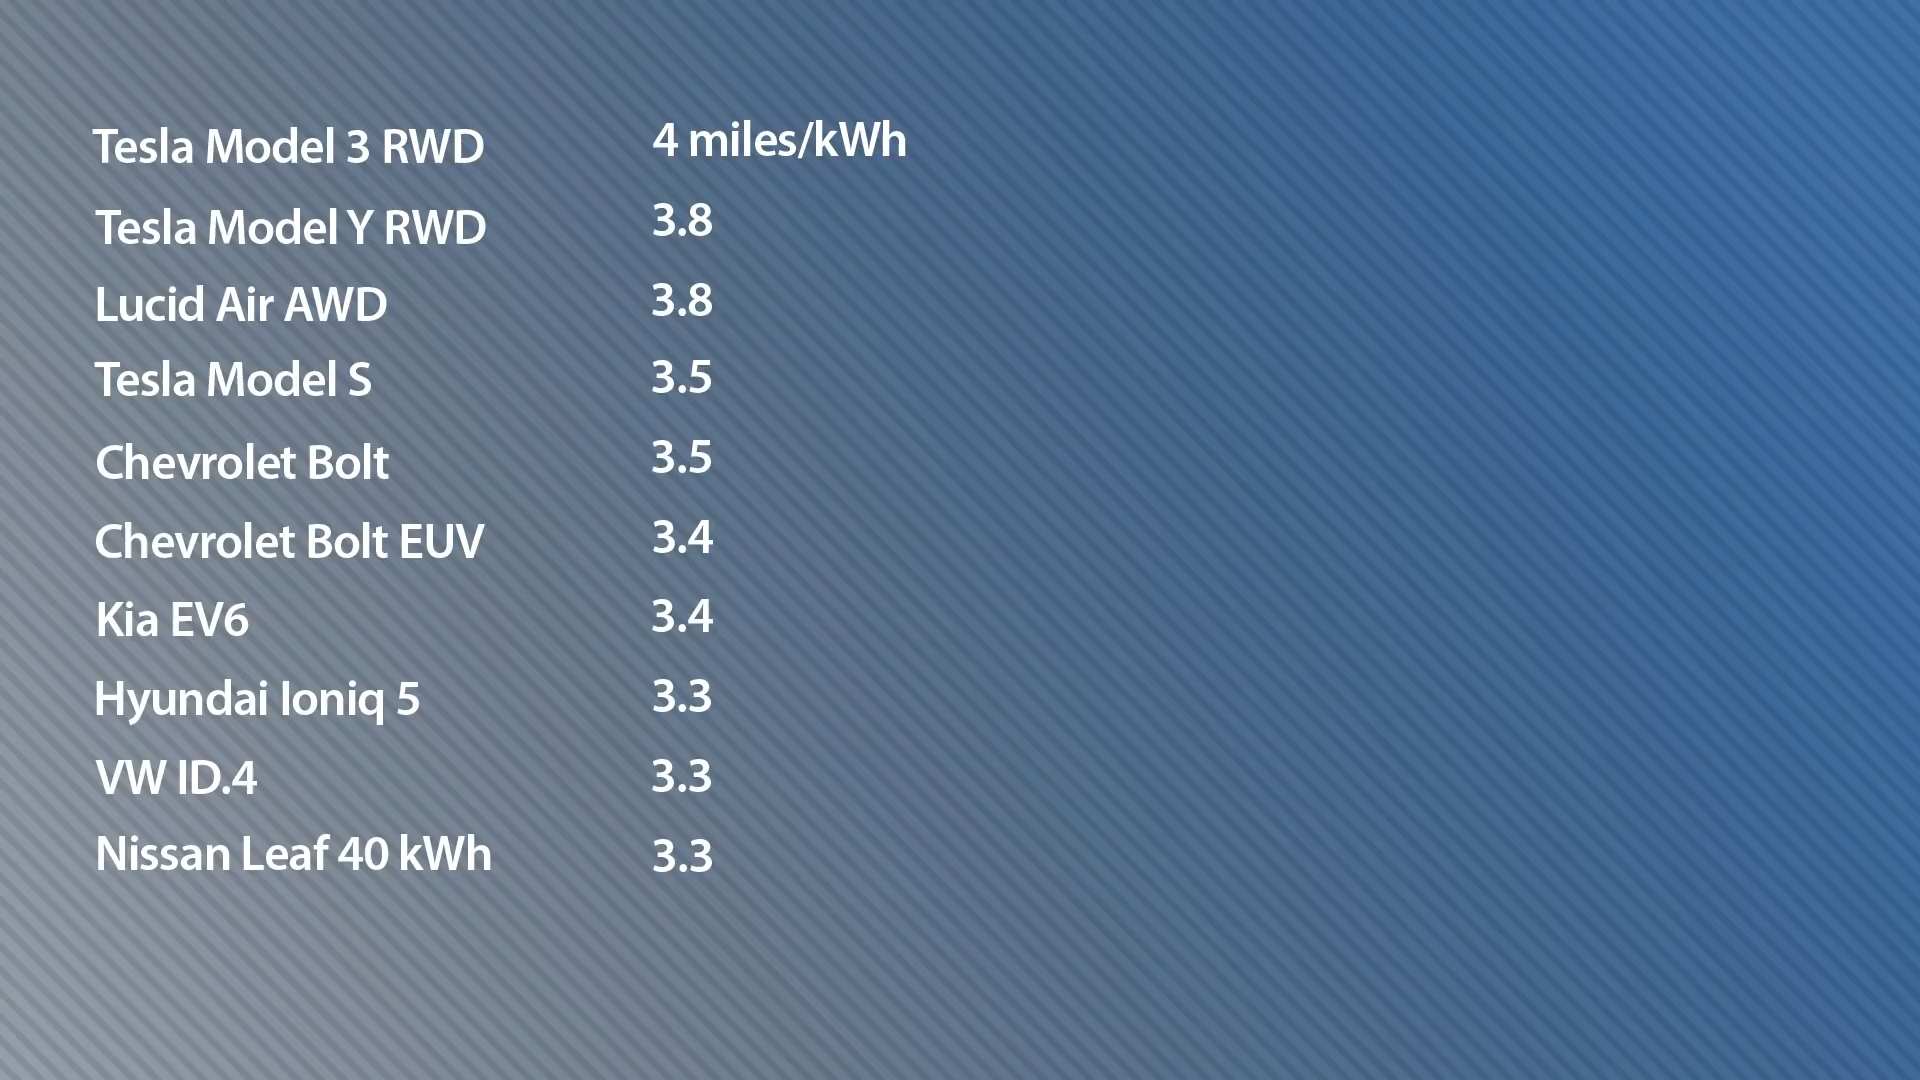 Tesla Model 3 RWD 4 miles/kWh
Tesla Model Y RWD 3.8
Lucid Air AWD 3.8
Tesla Model S 3.5
Chevrolet Bolt 3.5
Chevrolet Bolt EUV 3.4
Kia EV6 3.4
Hyundai Ioniq 5 3.3
VW ID.4 3.3
Nissan Leaf 40 kWh 3.3